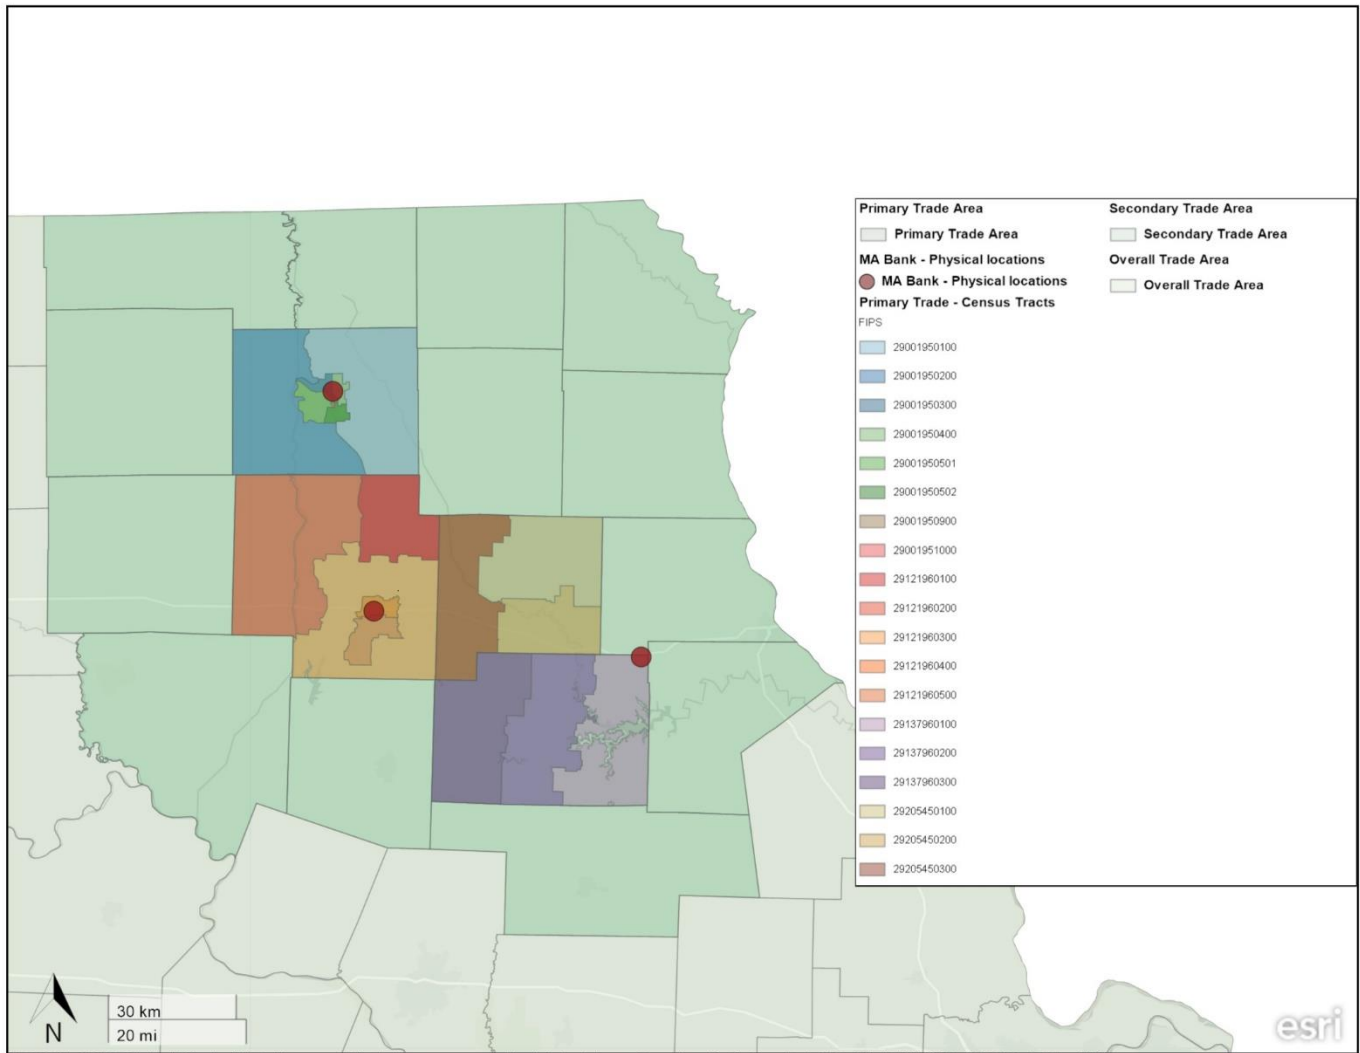 Primary Trade Area
Primary Trade Area
MA Bank - Physical locations
MA Bank - Physical locations
Primary Trade - Census Tracts
FIPS
29001950100
29001950200
29001950300
29001950400
29001950501
29001950502
29001950900
29001951000
29121960100
29121960200
29121960300
29121960400
29121960500
29137960100
29137960200
29137960300
29205450100
29205450200
29205450300
Secondary Trade Area
Secondary Trade Area
Overall Trade Area
Overall Trade Area
N
30 km
20 mi
esri